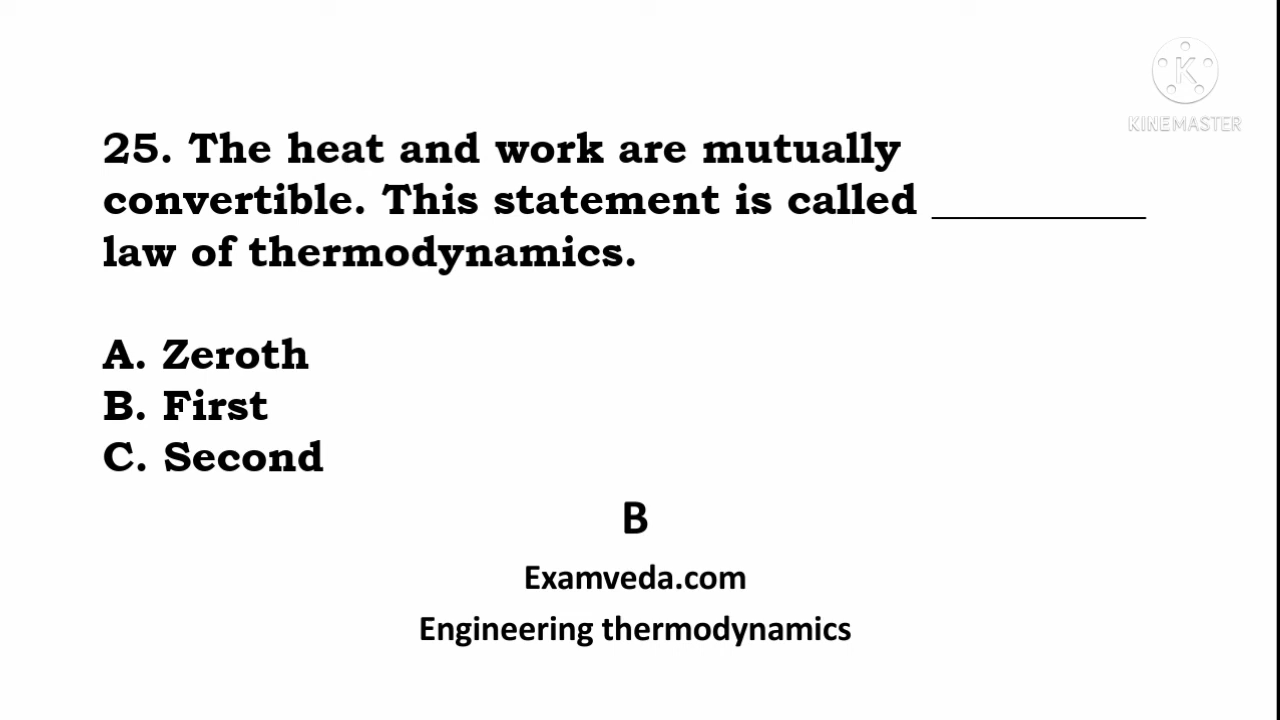 K
KINEMASTER
25. The heat and work are mutually
convertible. This statement is called __________
law of thermodynamics.
A. Zeroth
B. First
C. Second
B
Examveda.com
Engineering thermodynamics